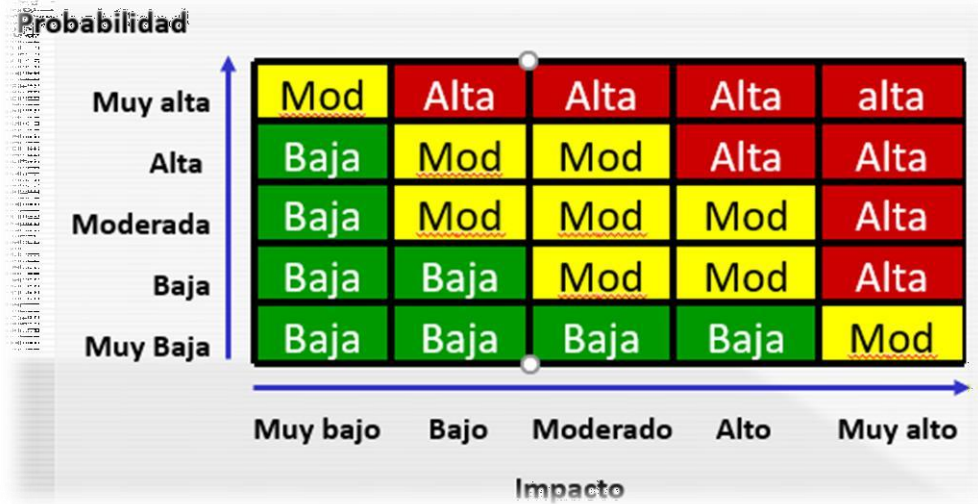 Probabilidad
Muy alta Mod Alta Alta Alta alta
Alta Baja Mod Mod Alta Alta
Moderada Baja Mod Mod Mod Alta
Baja Baja Baja Mod Mod Alta
Muy Baja Baja Baja Baja Baja Mod
Muy bajo Bajo Moderado Alto Muy alto
Impacto